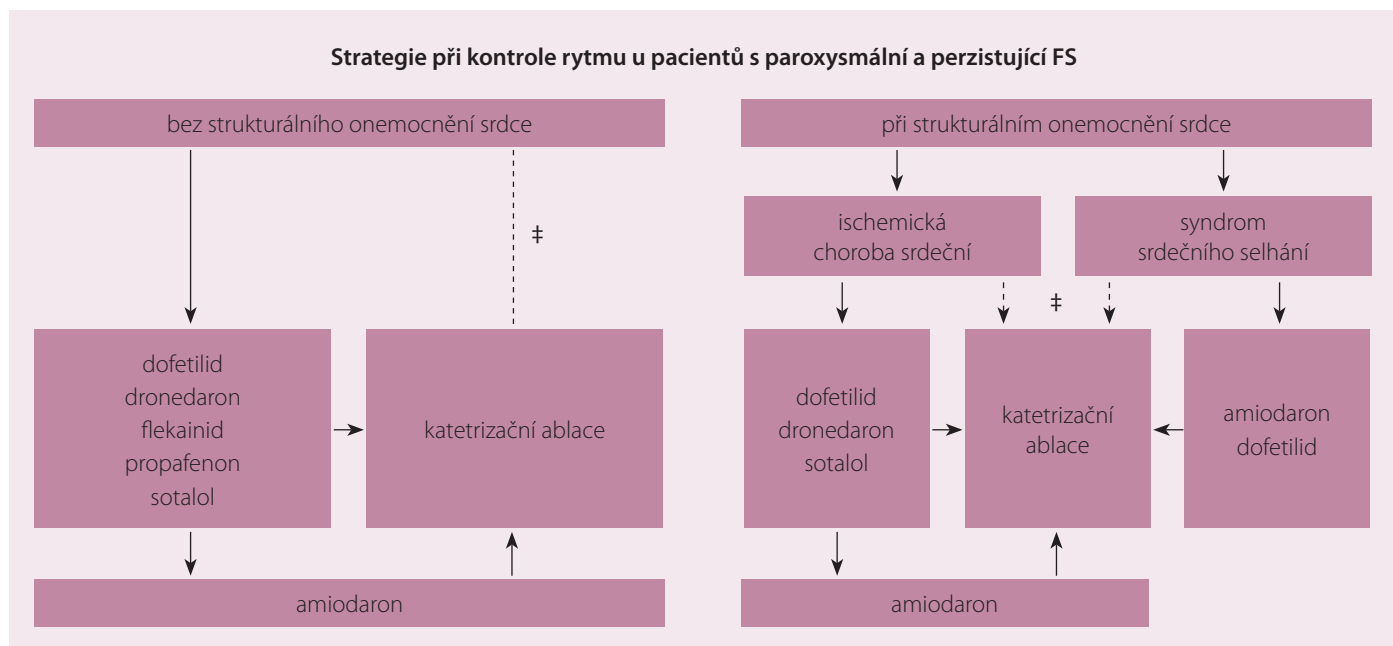 Strategie při kontrole rytmu u pacientů s paroxysmální a perzistující FS
bez strukturálního onemocnění srdce
‡
dofetilid
dronedaron
flekainid
propafenon
sotalol
katetrizační ablace
amiodaron
při strukturálním onemocnění srdce
ischemická
choroba srdeční
syndrom
srdečního selhání
‡
dofetilid
dronedaron
sotalol
katetrizační
ablace
amiodaron
dofetilid
amiodaron